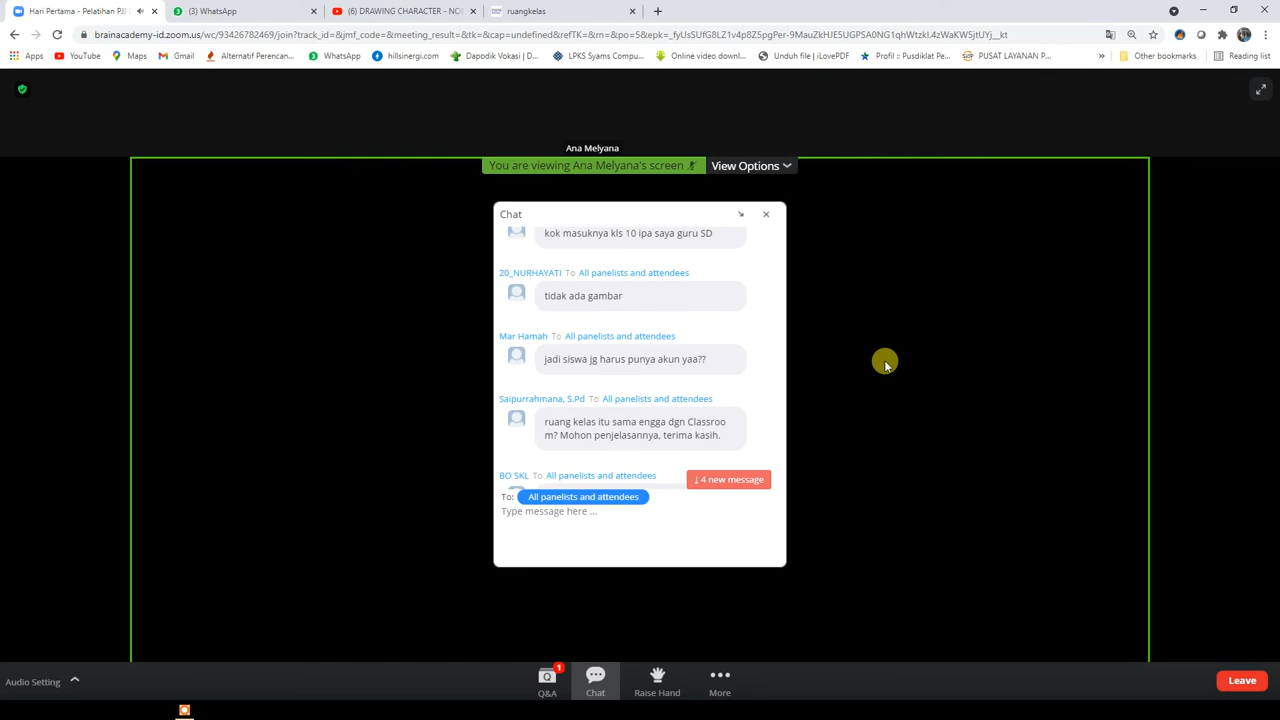 Hari Pertama - Pelatihan PJJ
(3) WhatsApp
(6) DRAWING CHARACTER - NO
ruangkelas
brainacademy-id.zoom.us/wc/93426782469/join?track_id=&jmf_code=&meeting_result=&tk=&cap=undefined&refTK=&rn=&po=5&epk=_fyUsSUfG8LZ1v4p8Z5pgPer-9MauZkHJE5UGPSA0NG1qhWtzkI.4zWaKW5jtUYj__kt
Apps
YouTube
Maps
Gmail
Alternatif Perencan...
WhatsApp
hillsinergi.com
Dapodik Vokasi | D...
LPKS Syams Compu...
Online video downl...
Unduh file | iLovePDF
Profil :: Pusdiklat Pe...
PUSAT LAYANAN P...
»
Other bookmarks
Reading list
Ana Melyana
You are viewing Ana Melyana's screen
View Options
Chat
kok masuknya kls 10 ipa saya guru SD
20_NURHAYATI To All panelists and attendees
tidak ada gambar
Mar Hamah To All panelists and attendees
jadi siswa jg harus punya akun yaa??
Saipurrahmana, S.Pd To All panelists and attendees
ruang kelas itu sama engga dgn Classroo
m? Mohon penjelasannya, terima kasih.
BO SKL To All panelists and attendees
↓ 4 new message
To: All panelists and attendees
Type message here ...
Audio Setting
1
Q&A
Chat
Raise Hand
More
Leave